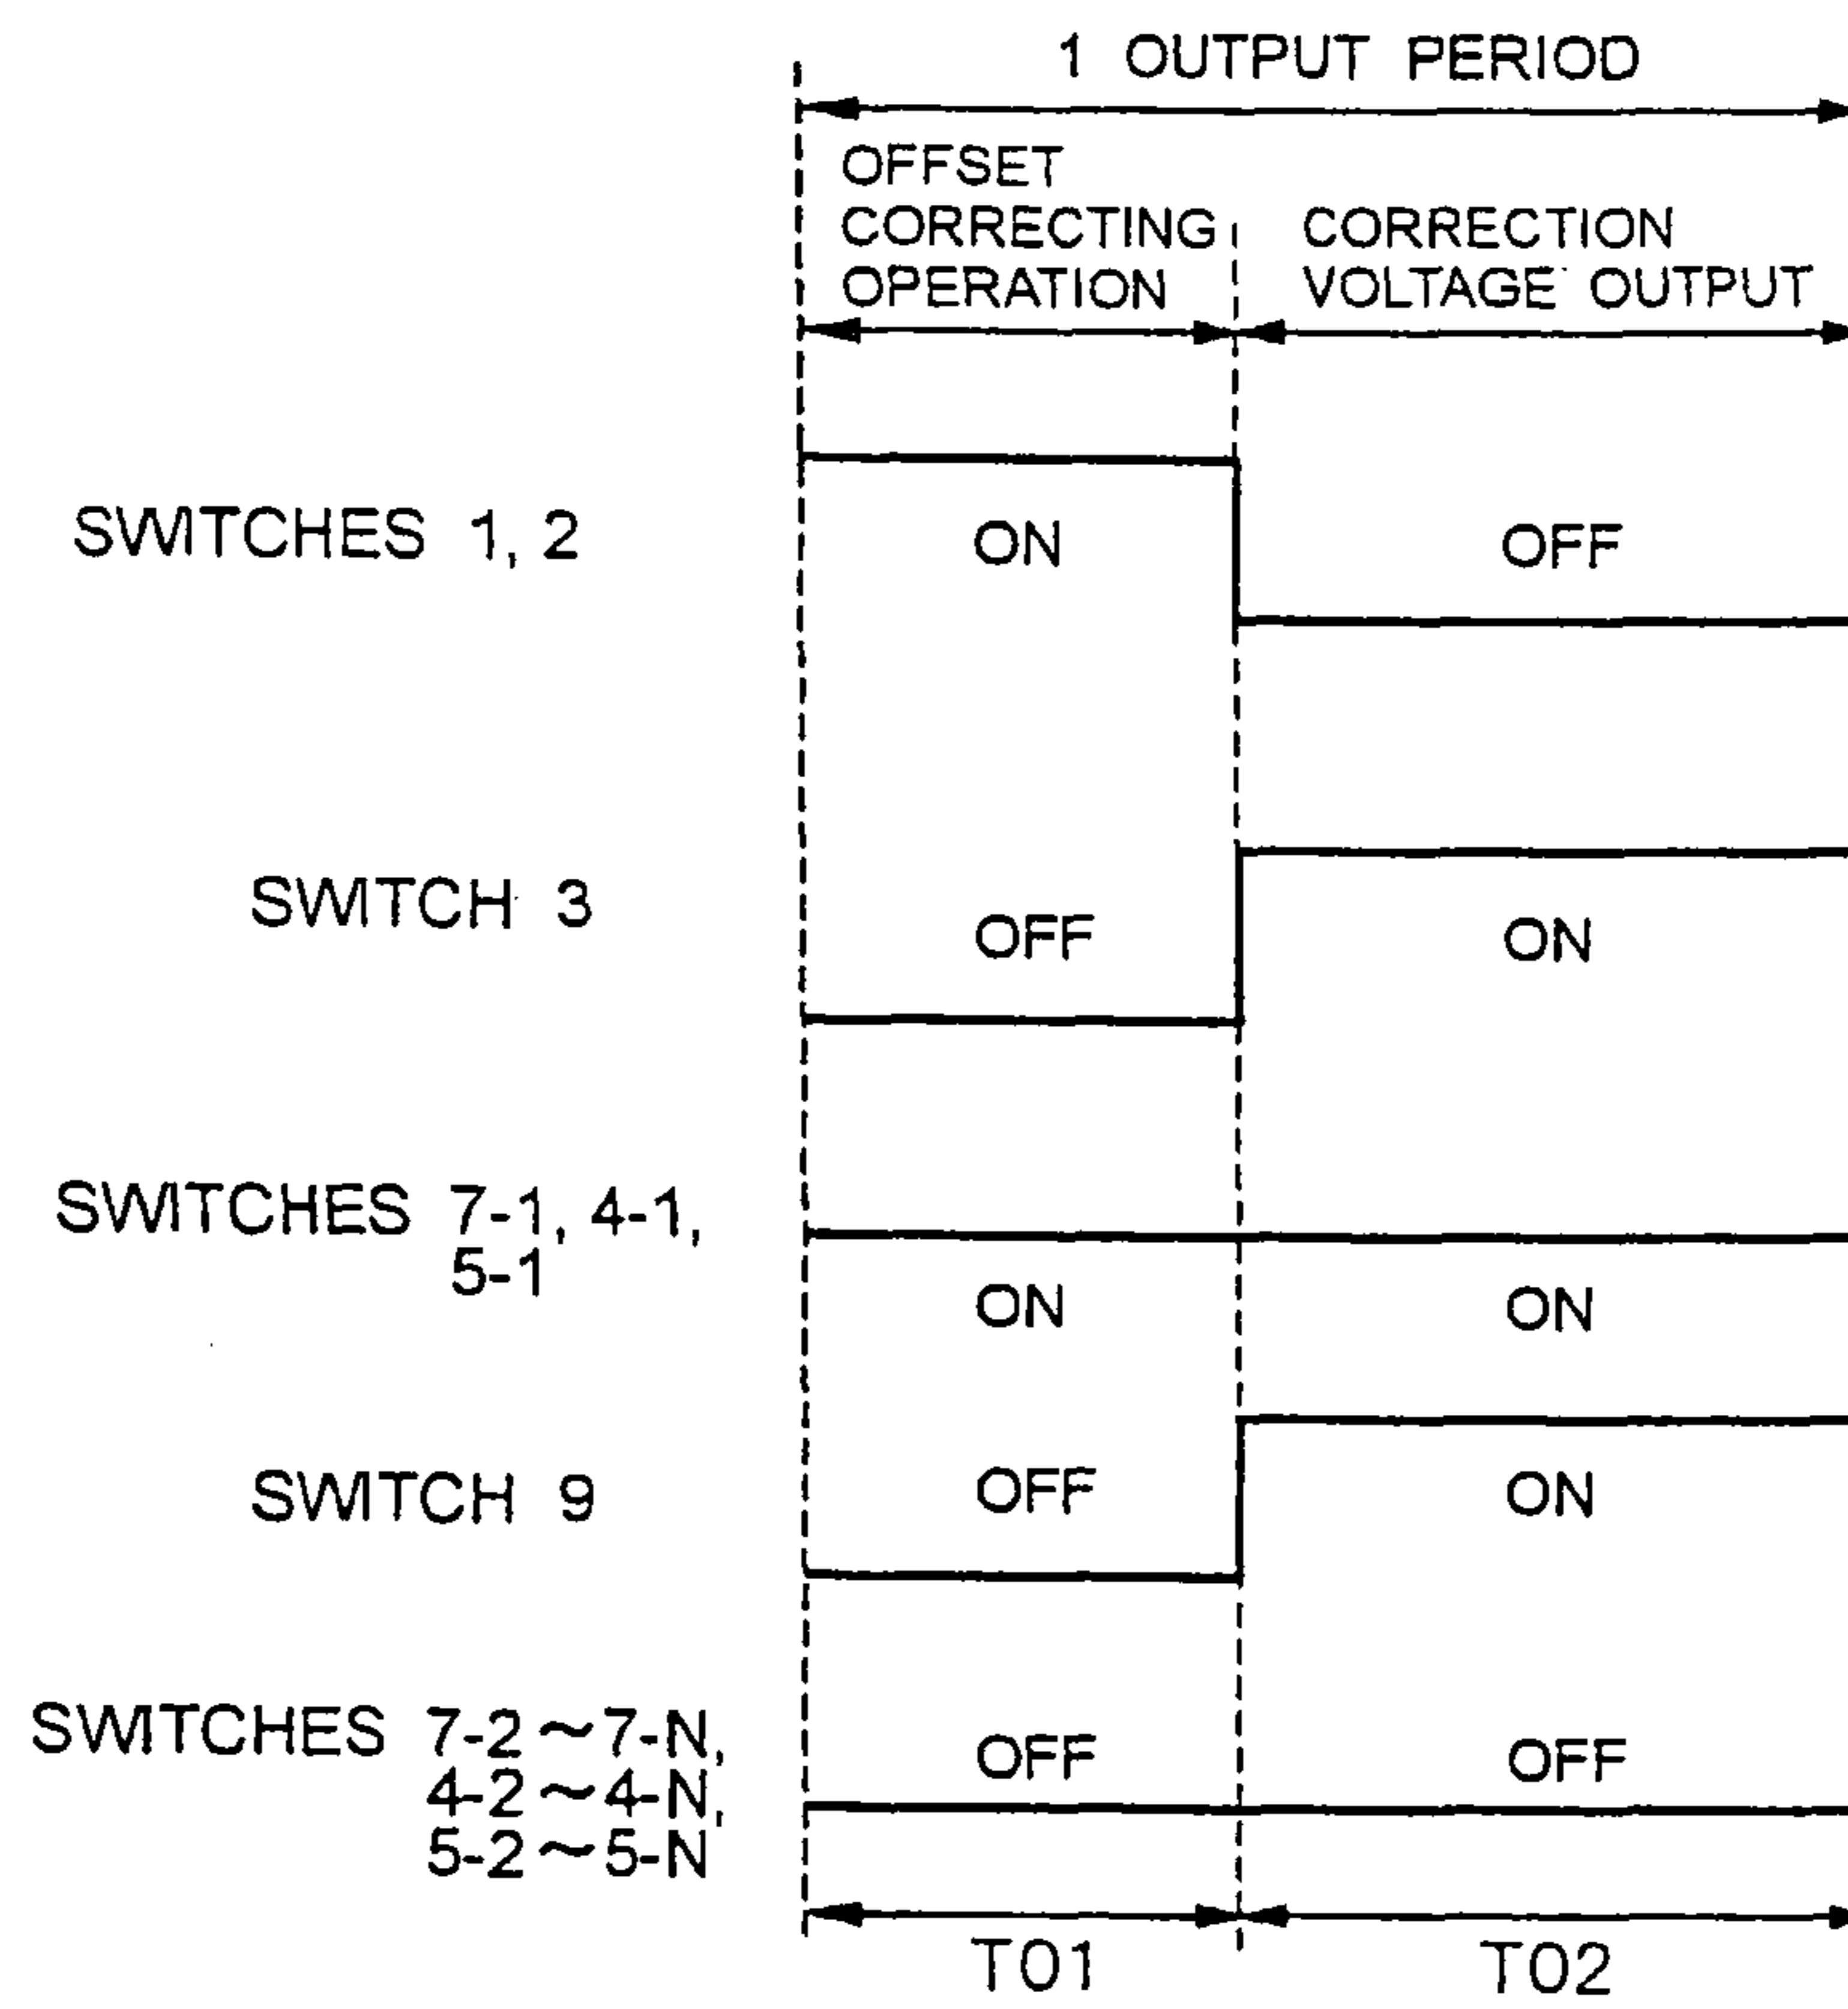 1 OUTPUT PERIOD
OFFSET
CORRECTING
OPERATION
CORRECTION
VOLTAGE OUTPUT
SWITCHES 1, 2
ON
OFF
SWITCH 3
OFF
ON
SWITCHES 7-1, 4-1,
5-1
ON
ON
SWITCH 9
OFF
ON
SWITCHES 7-2~7-N,
4-2~4-N,
5-2~5-N
OFF
OFF
T01
T02